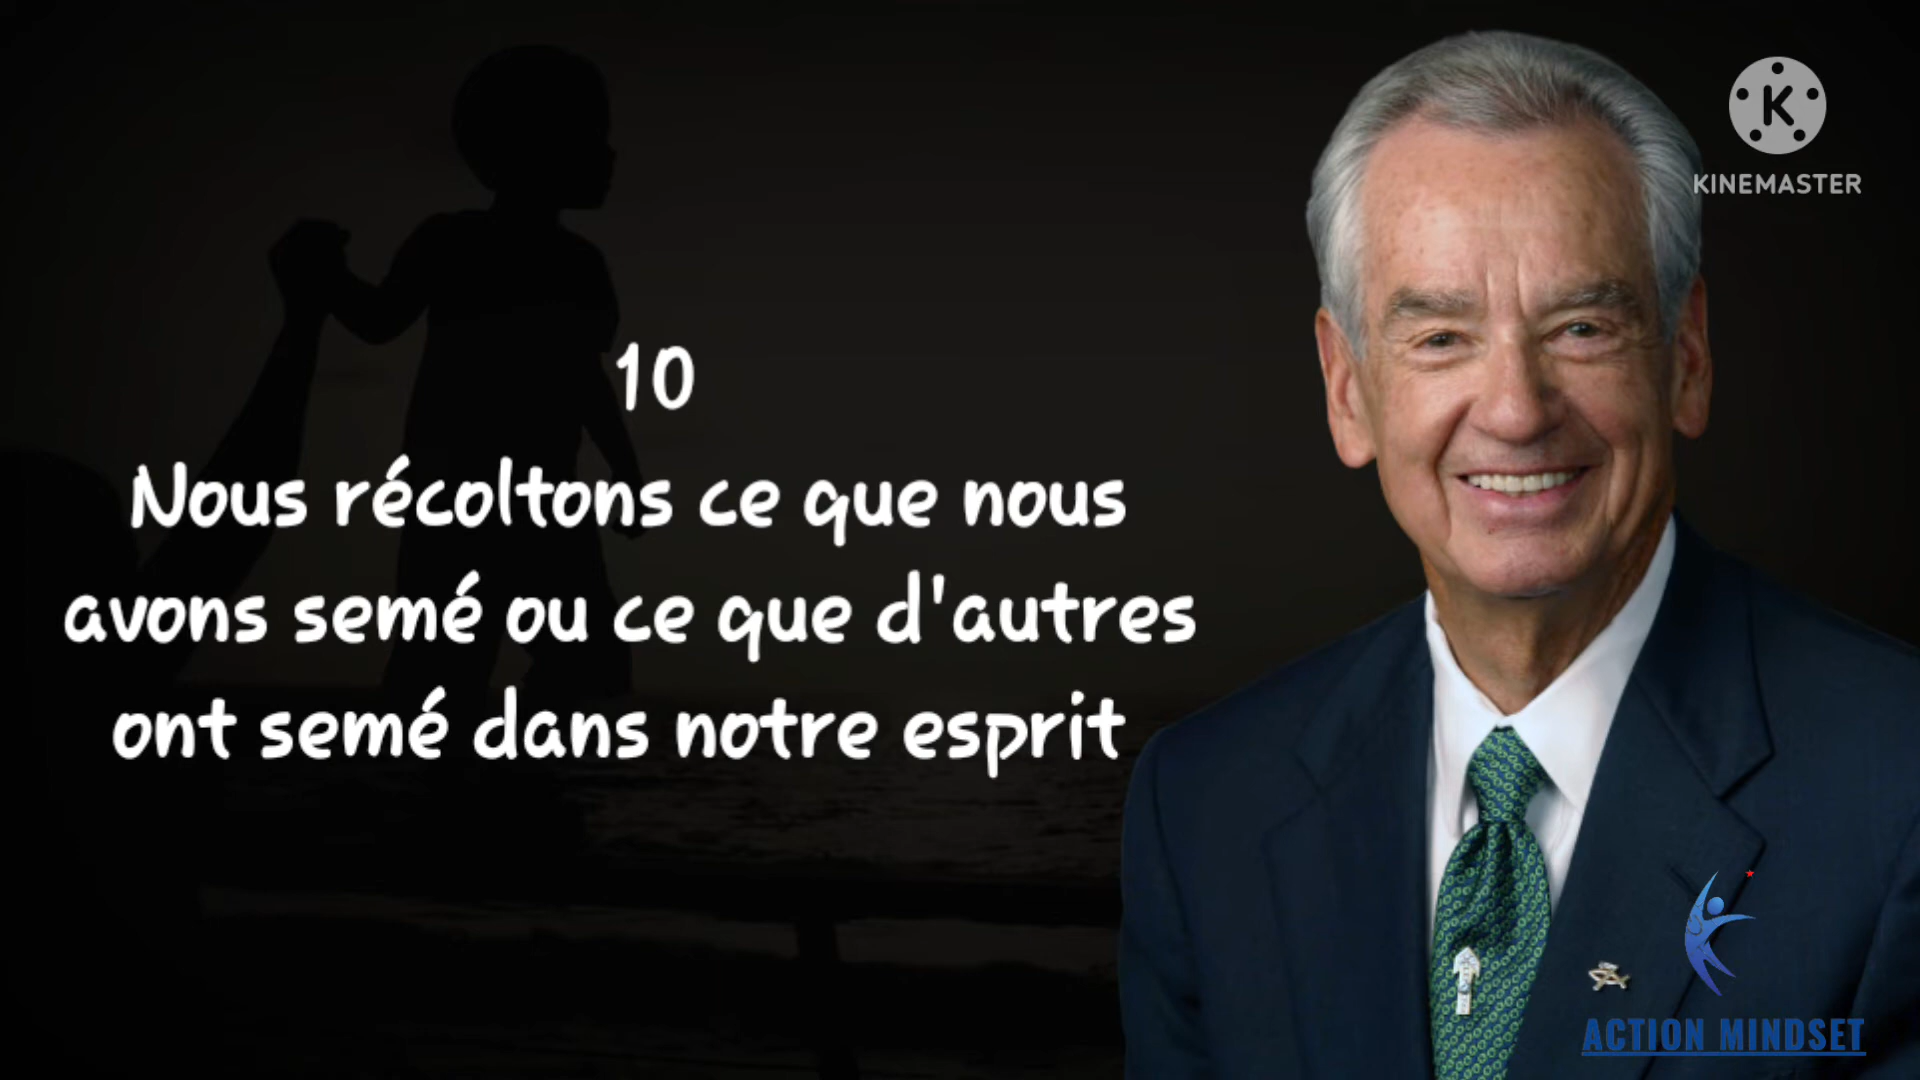 K
KINEMASTER
10
Nous récoltons ce que nous
avons semé ou ce que d'autres
ont semé dans notre esprit
ACTION MINDSET